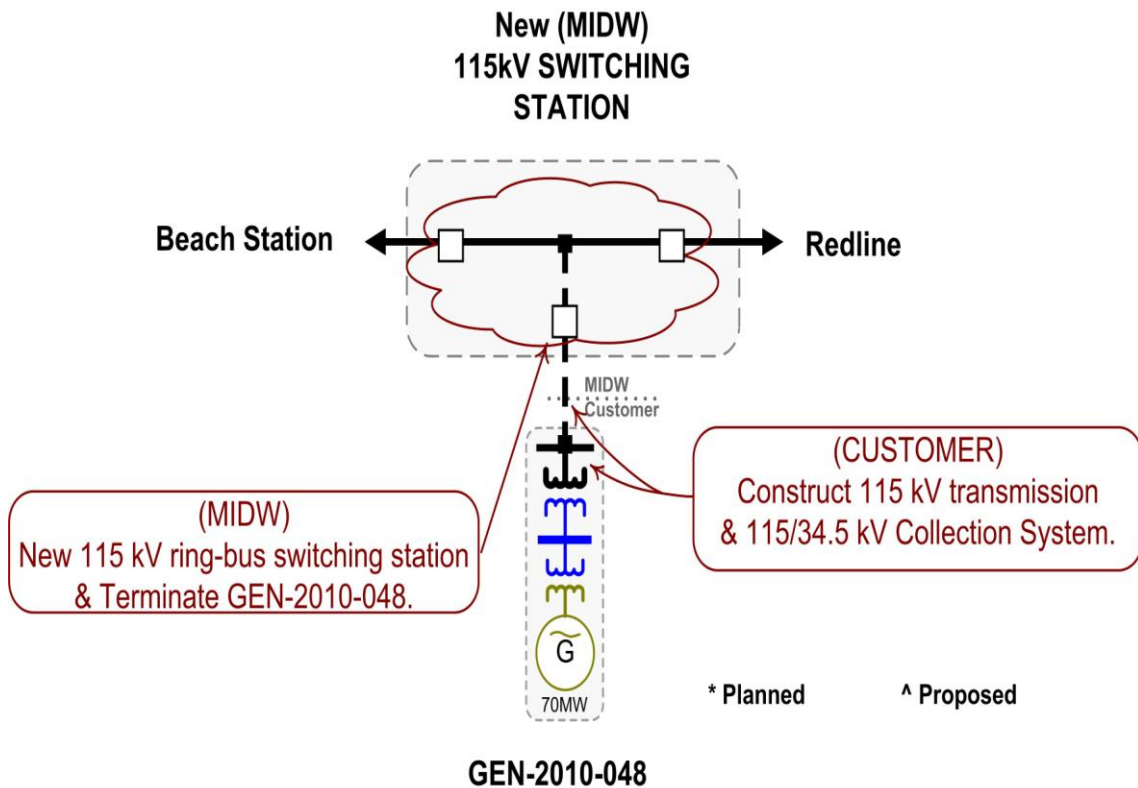 New (MIDW)
115kV SWITCHING
STATION
Beach Station
Redline
MIDW
Customer
(MIDW)
New 115 kV ring-bus switching station
& Terminate GEN-2010-048.
(CUSTOMER)
Construct 115 kV transmission
& 115/34.5 kV Collection System.
G
70MW
* Planned
^ Proposed
GEN-2010-048